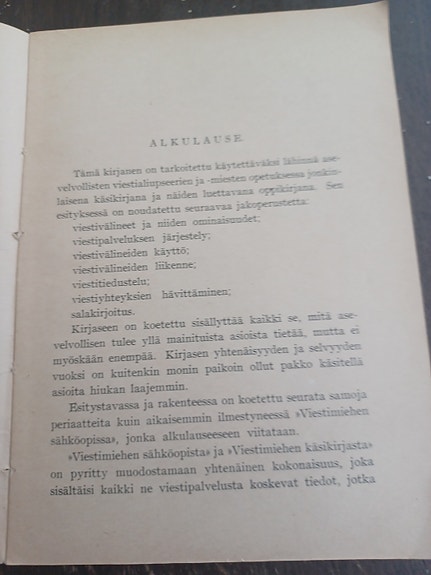 ALKULAUSE
Tämä kirjanen on tarkoitettu käytettäväksi lähinnä ase-
velvollisten viestialiupseerien ja -miesten opetuksessa jonkin-
laisena käsikirjana ja näiden luettavana oppikirjana. Sen
esityksessä on noudatettu seuraavaa jakoperustetta:
viestivälineet ja niiden ominaisuudet;
viestipalveluksen järjestely;
viestivälineiden käyttö;
viestivälineiden liikenne;
viestitiedustelu;
viestiyhteyksien hävittäminen;
salakirjoitus.
Kirjaseen on koetettu sisällyttää kaikki se, mitä ase-
velvollisen tulee yllä mainituista asioista tietää, mutta ei
myöskään enempää. Kirjasen yhtenäisyyden ja selvyyden
vuoksi on kuitenkin monin paikoin ollut pakko käsitellä
asioita hiukan laajemmin.
Esitystavassa ja rakenteessa on koetettu seurata samoja
periaatteita kuin aikaisemmin ilmestyneessä »Viestimiehen
sähköopissa», jonka alkulauseeseen viitataan.
»Viestimiehen sähköopista» ja »Viestimiehen käsikirjasta»
on pyritty muodostamaan yhtenäinen kokonaisuus, joka
sisältäisi kaikki ne viestipalvelusta koskevat tiedot, jotka